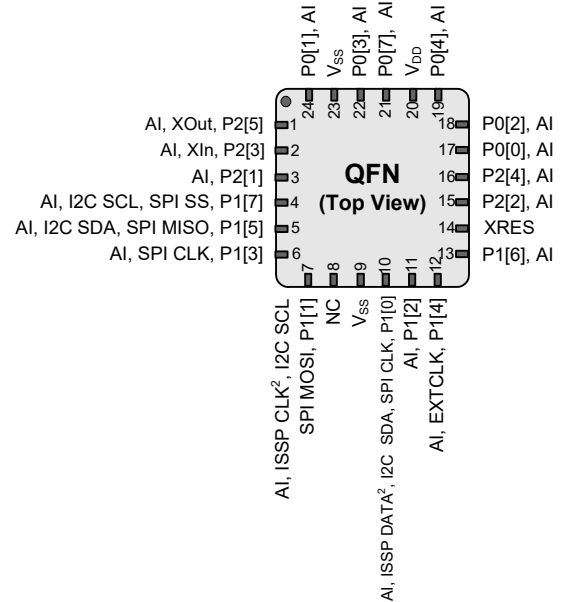 P0[1], AI
VSS
P0[3], AI
P0[7], AI
VDD
P0[4], AI
24
23
22
21
20
19
AI, XOut, P2[5]
1
18
P0[2], AI
AI, XIn, P2[3]
2
17
P0[0], AI
AI, P2[1]
3
QFN
16
P2[4], AI
AI, I2C SCL, SPI SS, P1[7]
4
(Top View)
15
P2[2], AI
AI, I2C SDA, SPI MISO, P1[5]
5
14
XRES
AI, SPI CLK, P1[3]
6
13
P1[6], AI
7
8
9
10
11
12
AI, ISSP CLK², I2C SCL
SPI MOSI, P1[1]
NC
VSS
AI, ISSP DATA², I2C SDA, SPI CLK, P1[0]
AI, P1[2]
AI, EXTCLK, P1[4]